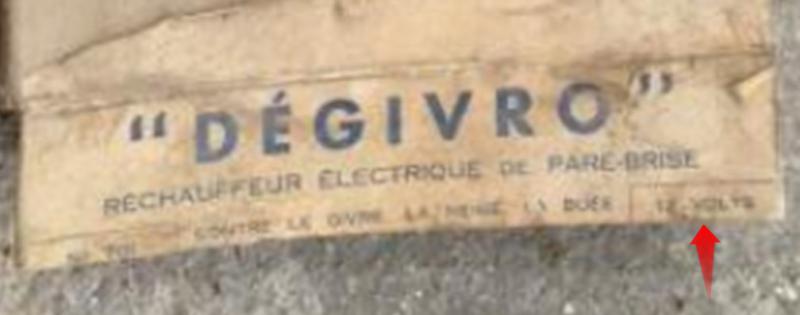 “DÉGIVRO”
RÉCHAUFFEUR ÉLECTRIQUE DE PARE-BRISE
CONTRE LE GIVRE LA NEIGE LA BUÉE 12 VOLTS